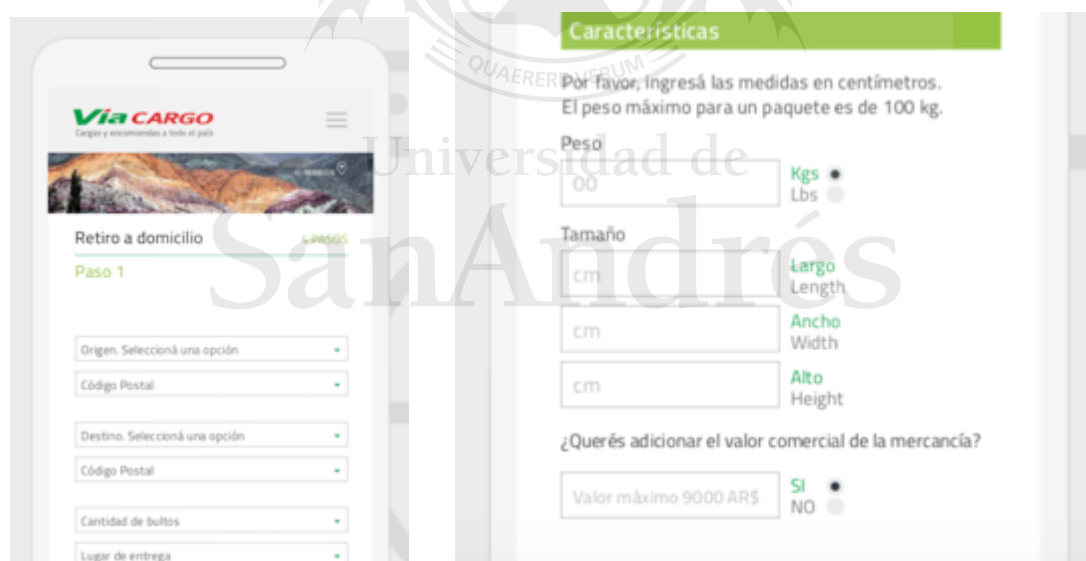 Vía CARGO
Cargas y encomiendas a todo el país
Retiro a domicilio
4 PASOS
Paso 1
Origen. Seleccioná una opción
Código Postal
Destino. Seleccioná una opción
Código Postal
Cantidad de bultos
Lugar de entrega
Características
Por favor, ingresá las medidas en centímetros.
El peso máximo para un paquete es de 100 kg.
Peso
00
Kgs
Lbs
Tamaño
cm
Largo
Length
cm
Ancho
Width
cm
Alto
Height
¿Querés adicionar el valor comercial de la mercancía?
Valor máximo 9000 AR$
SI
NO
QUAERERE VERUM
Universidad de
SanAndrés